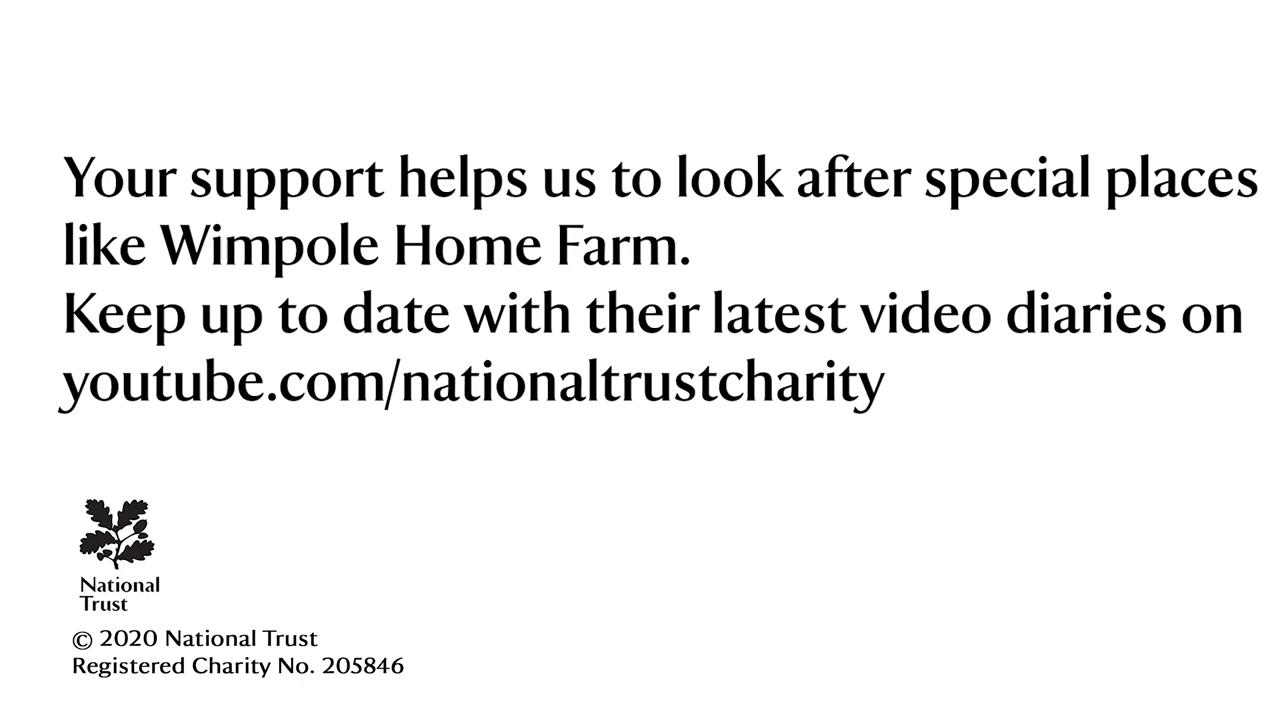 Your support helps us to look after special places
like Wimpole Home Farm.
Keep up to date with their latest video diaries on
youtube.com/nationaltrustcharity
National
Trust
© 2020 National Trust
Registered Charity No. 205846